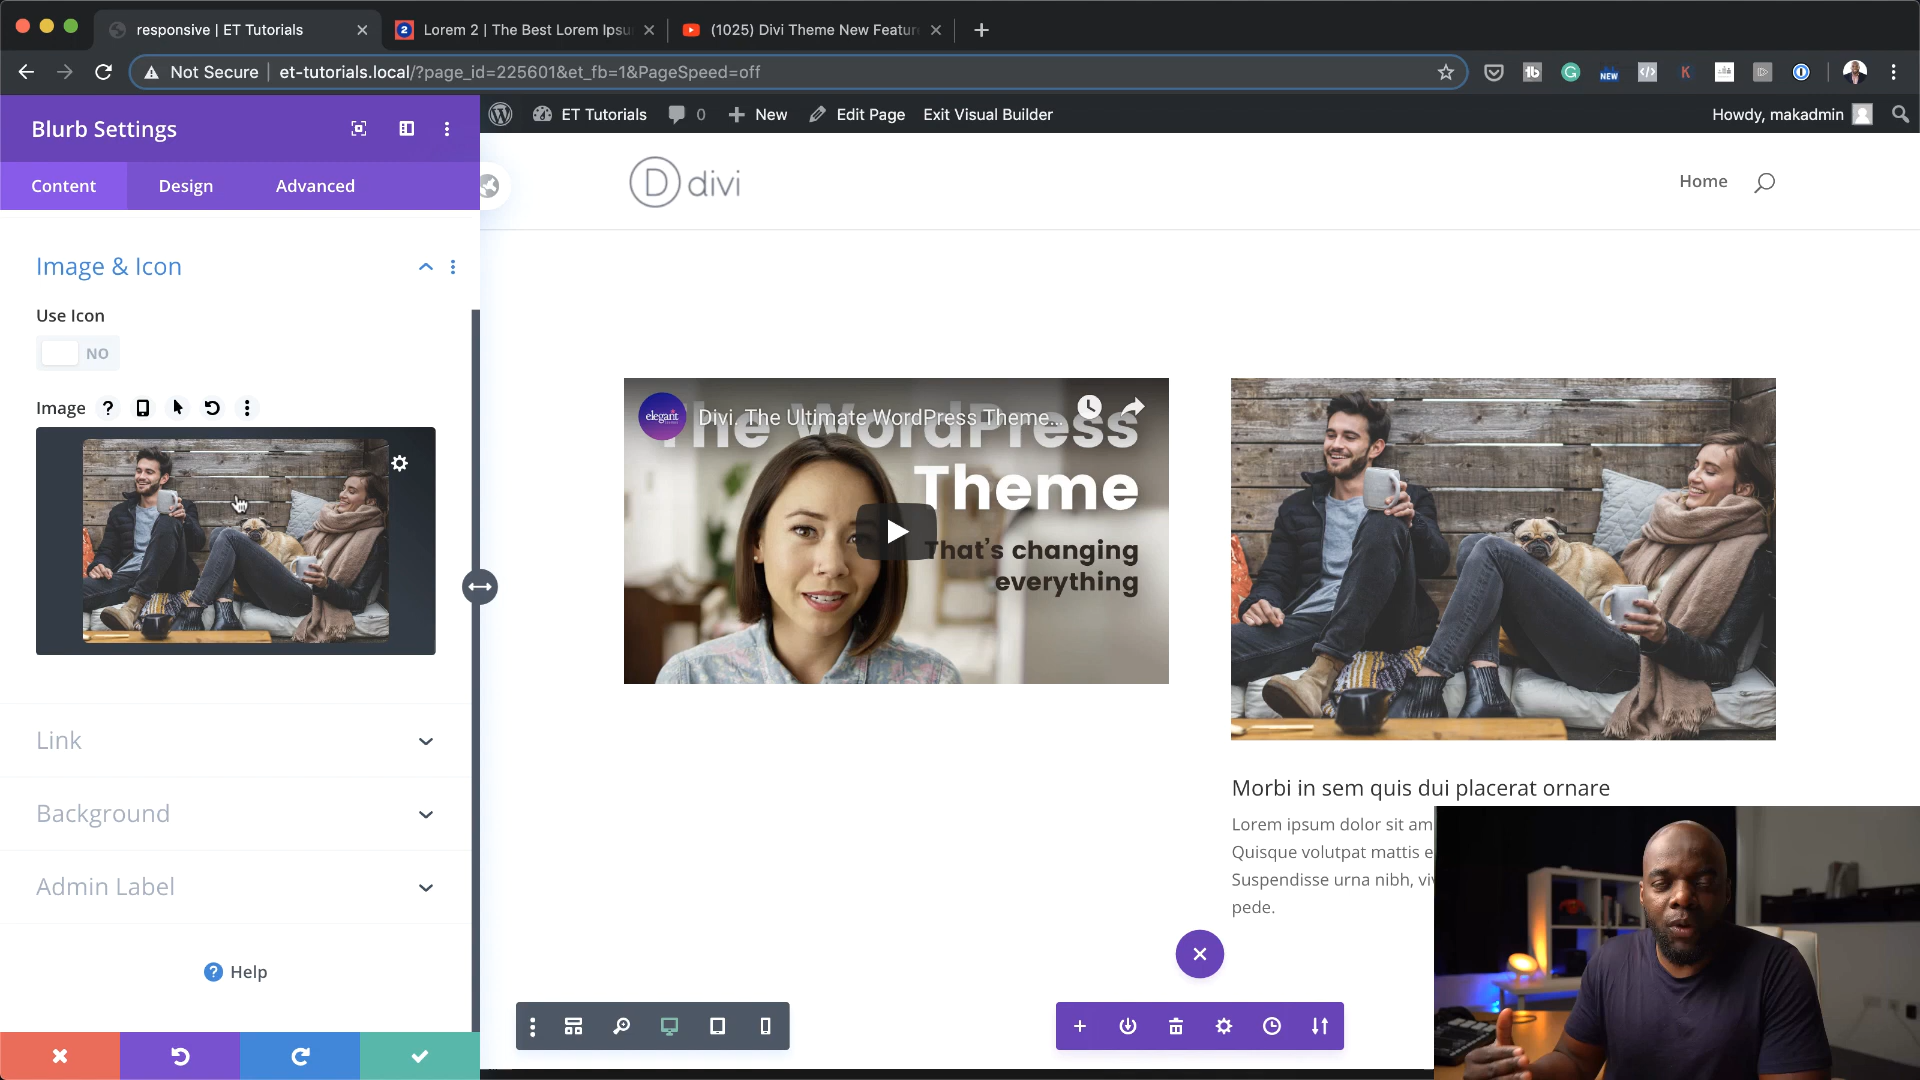 responsive | ET Tutorials
Lorem 2 | The Best Lorem Ipsu
(1025) Divi Theme New Featur
Not Secure | et-tutorials.local/?page_id=225601&et_fb=1&PageSpeed=off
Blurb Settings
ET Tutorials
0
New
Edit Page
Exit Visual Builder
Howdy, makadmin
Content
Design
Advanced
divi
Home
Image & Icon
Use Icon
NO
Image
elegant
Divi. The Ultimate WordPress Theme...
The WordPress
Theme
That's changing
everything
Link
Background
Admin Label
Help
Morbi in sem quis dui placerat ornare
Lorem ipsum dolor sit am
Quisque volutpat mattis e
Suspendisse urna nibh, viv
pede.